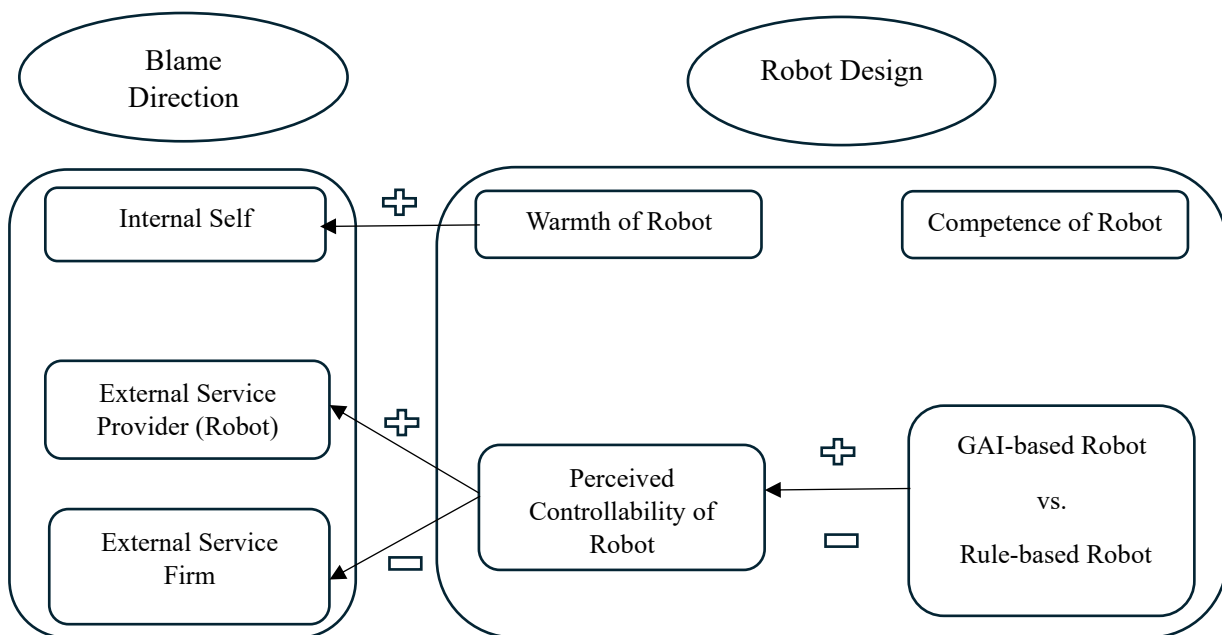 Blame
Direction
Robot Design
Internal Self
Warmth of Robot
Competence of Robot
External Service
Provider (Robot)
External Service
Firm
Perceived
Controllability of
Robot
GAI-based Robot
vs.
Rule-based Robot